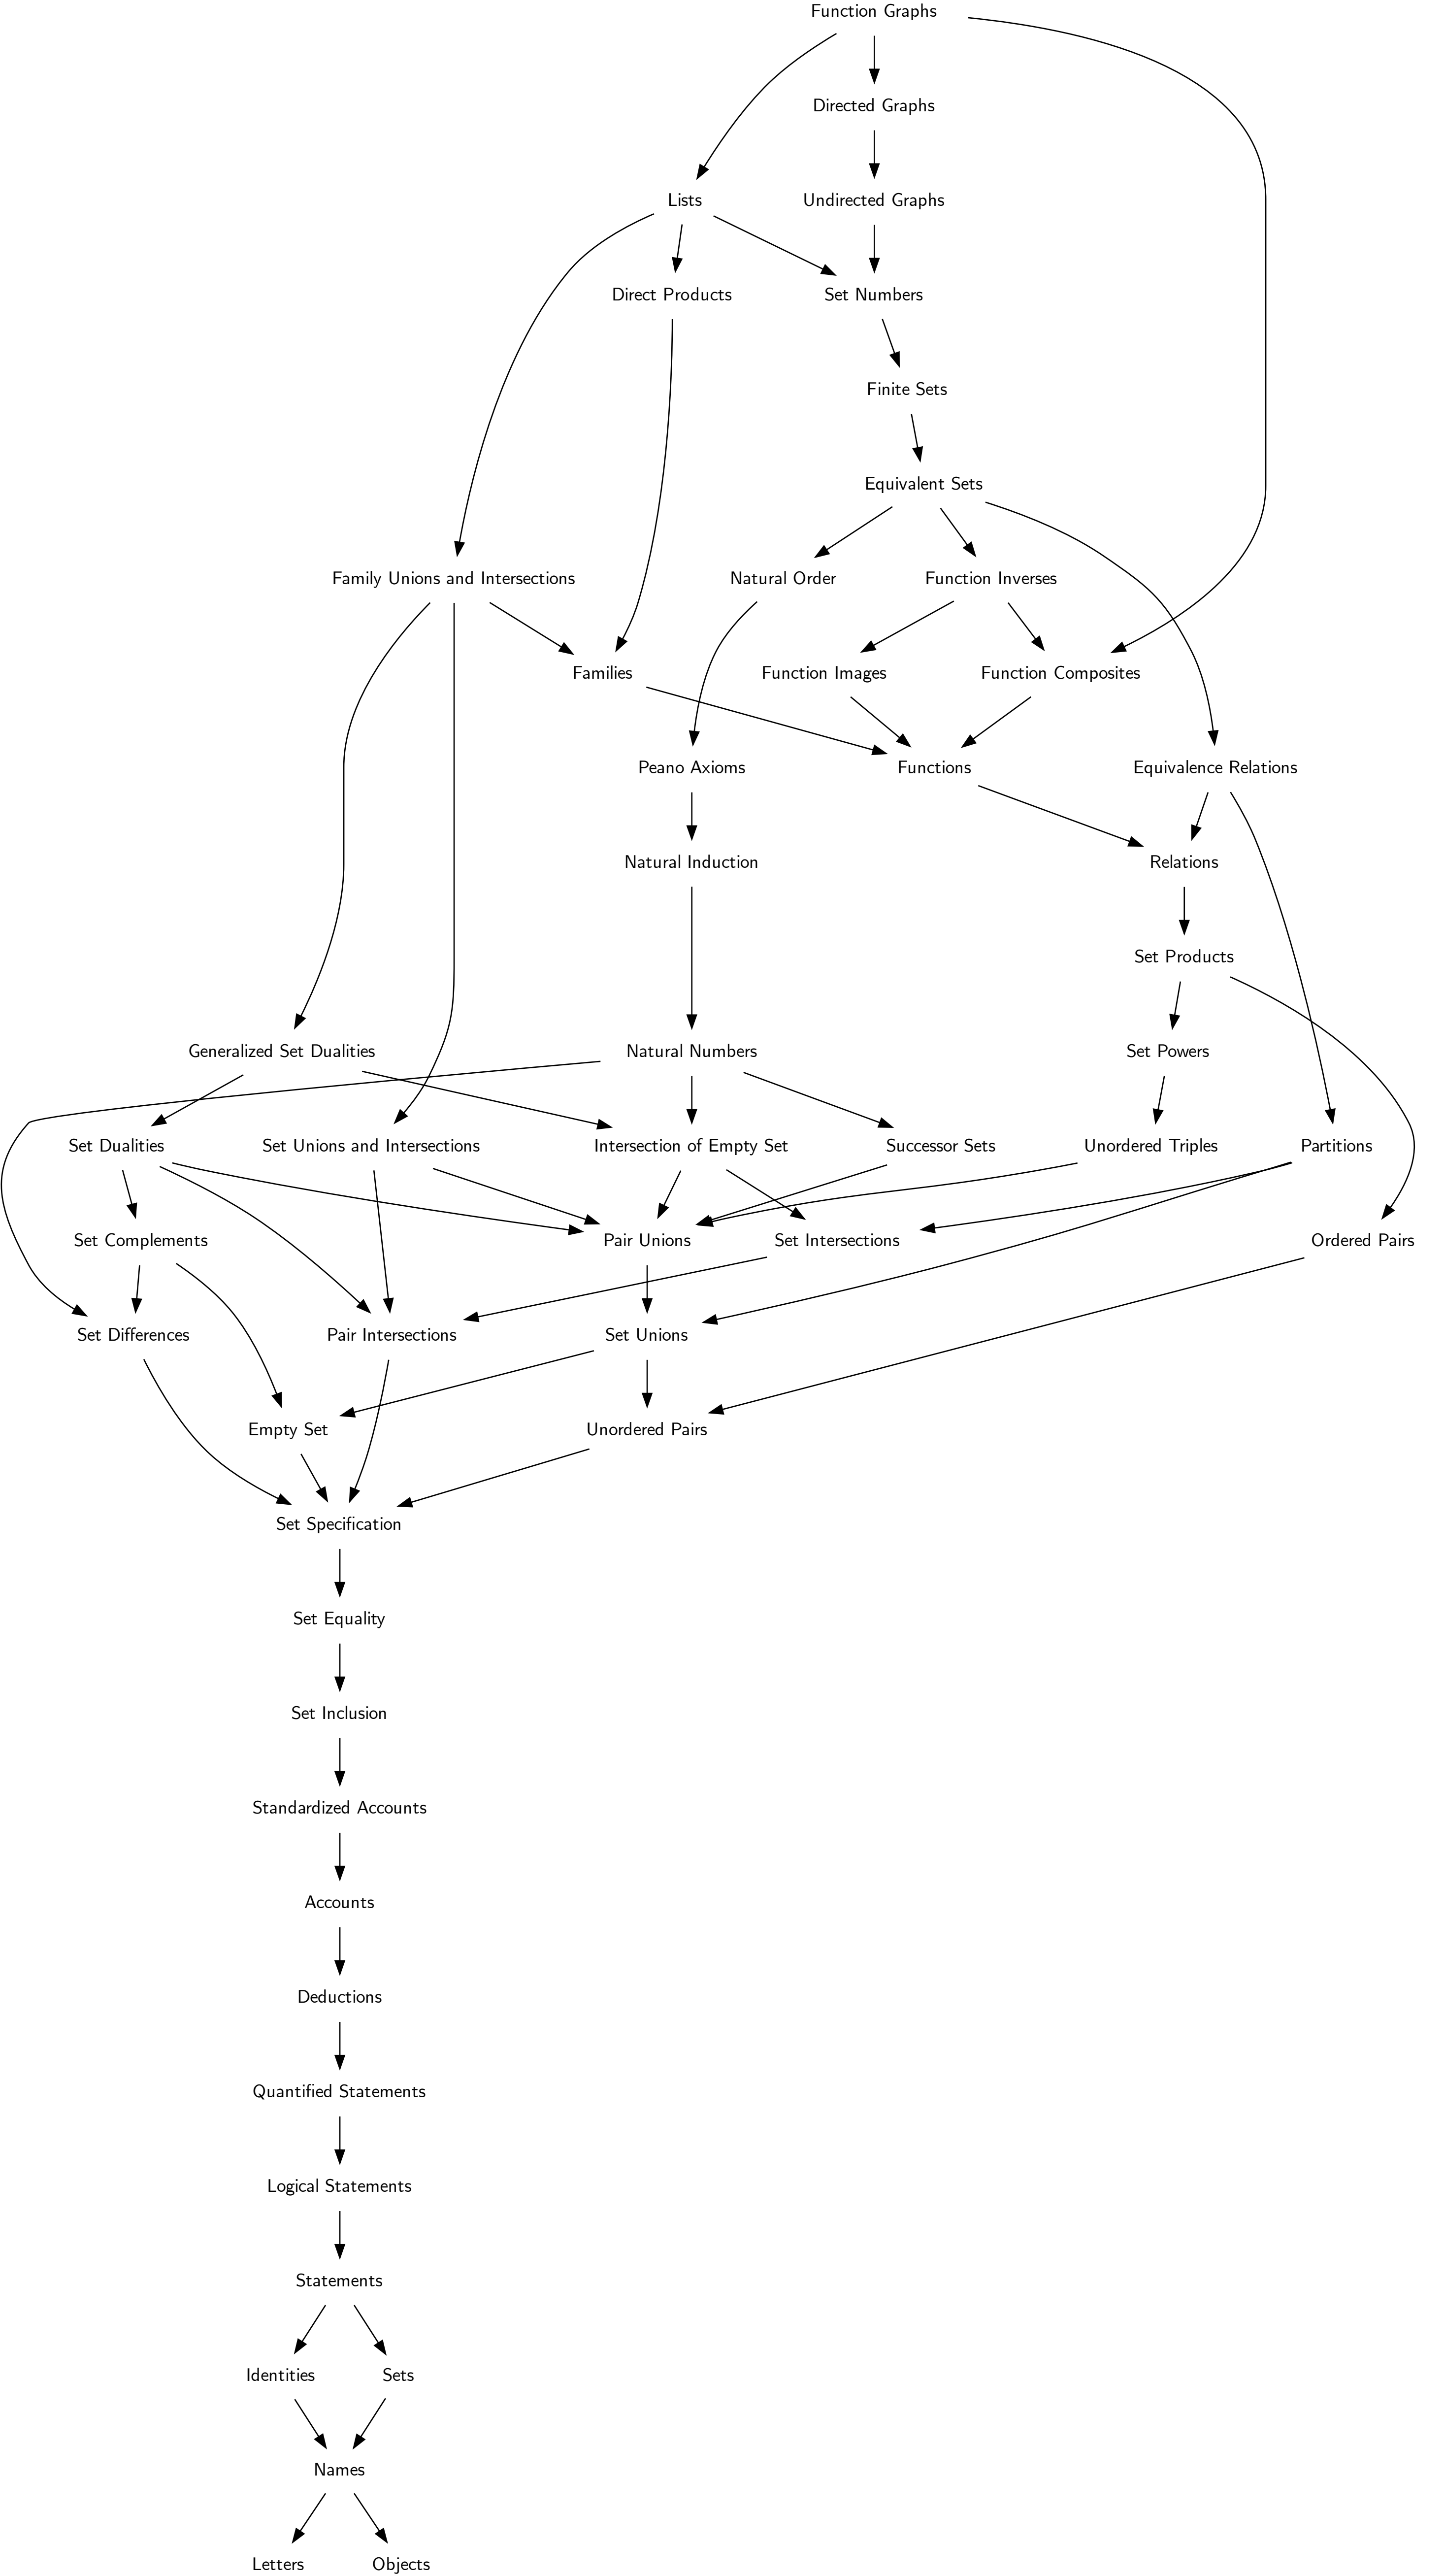 Function Graphs
Directed Graphs
Lists
Undirected Graphs
Direct Products
Set Numbers
Finite Sets
Equivalent Sets
Family Unions and Intersections
Natural Order
Function Inverses
Families
Function Images
Function Composites
Peano Axioms
Functions
Equivalence Relations
Natural Induction
Relations
Set Products
Generalized Set Dualities
Natural Numbers
Set Powers
Set Dualities
Set Unions and Intersections
Intersection of Empty Set
Successor Sets
Unordered Triples
Partitions
Set Complements
Pair Unions
Set Intersections
Ordered Pairs
Set Differences
Pair Intersections
Set Unions
Empty Set
Unordered Pairs
Set Specification
Set Equality
Set Inclusion
Standardized Accounts
Accounts
Deductions
Quantified Statements
Logical Statements
Statements
Identities
Sets
Names
Letters
Objects